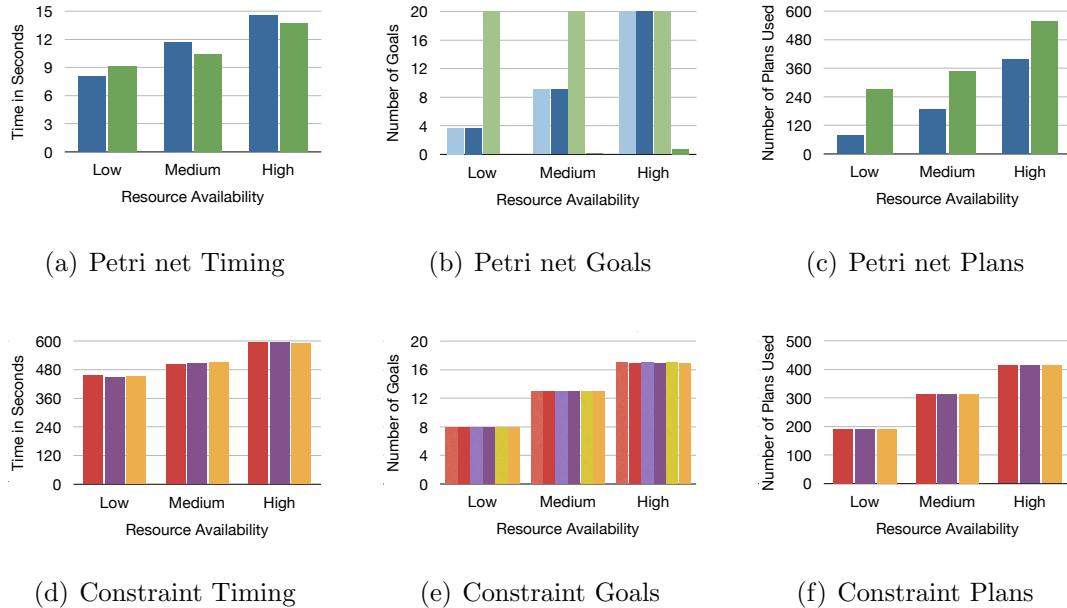 Time in Seconds
15
12
9
6
3
0
Low Medium High
Resource Availability
(a) Petri net Timing
Number of Goals
20
16
12
8
4
0
Low Medium High
Resource Availability
(b) Petri net Goals
Number of Plans Used
600
480
360
240
120
0
Low Medium High
Resource Availability
(c) Petri net Plans
Time in Seconds
600
480
360
240
120
0
Low Medium High
Resource Availability
(d) Constraint Timing
Number of Goals
20
16
12
8
4
0
Low Medium High
Resource Availability
(e) Constraint Goals
Number of Plans Used
500
400
300
200
100
0
Low Medium High
Resource Availability
(f) Constraint Plans